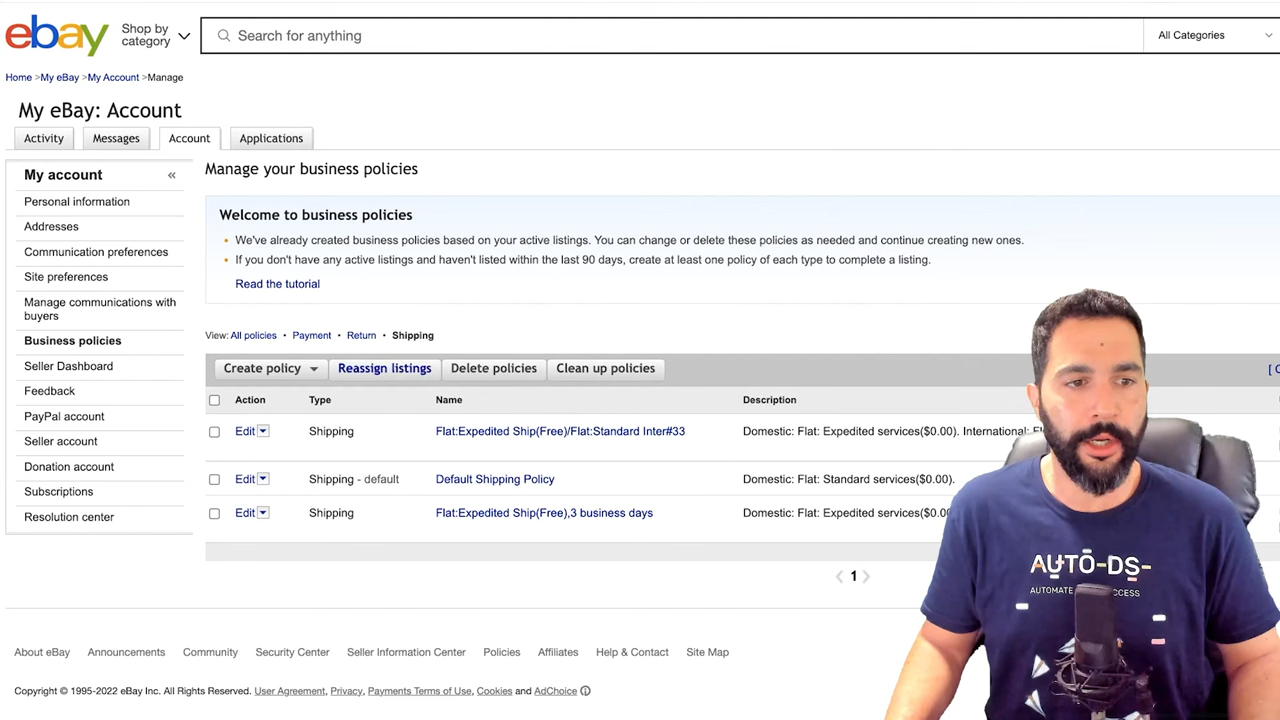 ebay
Shop by
category
Search for anything
All Categories
Home >My eBay >My Account >Manage
My eBay: Account
Activity
Messages
Account
Applications
My account
«
Personal information
Addresses
Communication preferences
Site preferences
Manage communications with
buyers
Business policies
Seller Dashboard
Feedback
PayPal account
Seller account
Donation account
Subscriptions
Resolution center
Manage your business policies
Welcome to business policies
• We've already created business policies based on your active listings. You can change or delete these policies as needed and continue creating new ones.
• If you don't have any active listings and haven't listed within the last 90 days, create at least one policy of each type to complete a listing.
Read the tutorial
View: All policies • Payment • Return • Shipping
Create policy
Reassign listings
Delete policies
Clean up policies
[
Action Type Name Description
Edit Shipping Flat:Expedited Ship(Free)/Flat:Standard Inter#33 Domestic: Flat: Expedited services($0.00). International:
Edit Shipping - default Default Shipping Policy Domestic: Flat: Standard services($0.00).
Edit Shipping Flat:Expedited Ship(Free),3 business days Domestic: Flat: Expedited services($0.00
1
AUTO-DS-
AUTOMATE
About eBay Announcements Community Security Center Seller Information Center Policies Affiliates Help & Contact Site Map
Copyright © 1995-2022 eBay Inc. All Rights Reserved. User Agreement, Privacy, Payments Terms of Use, Cookies and AdChoice